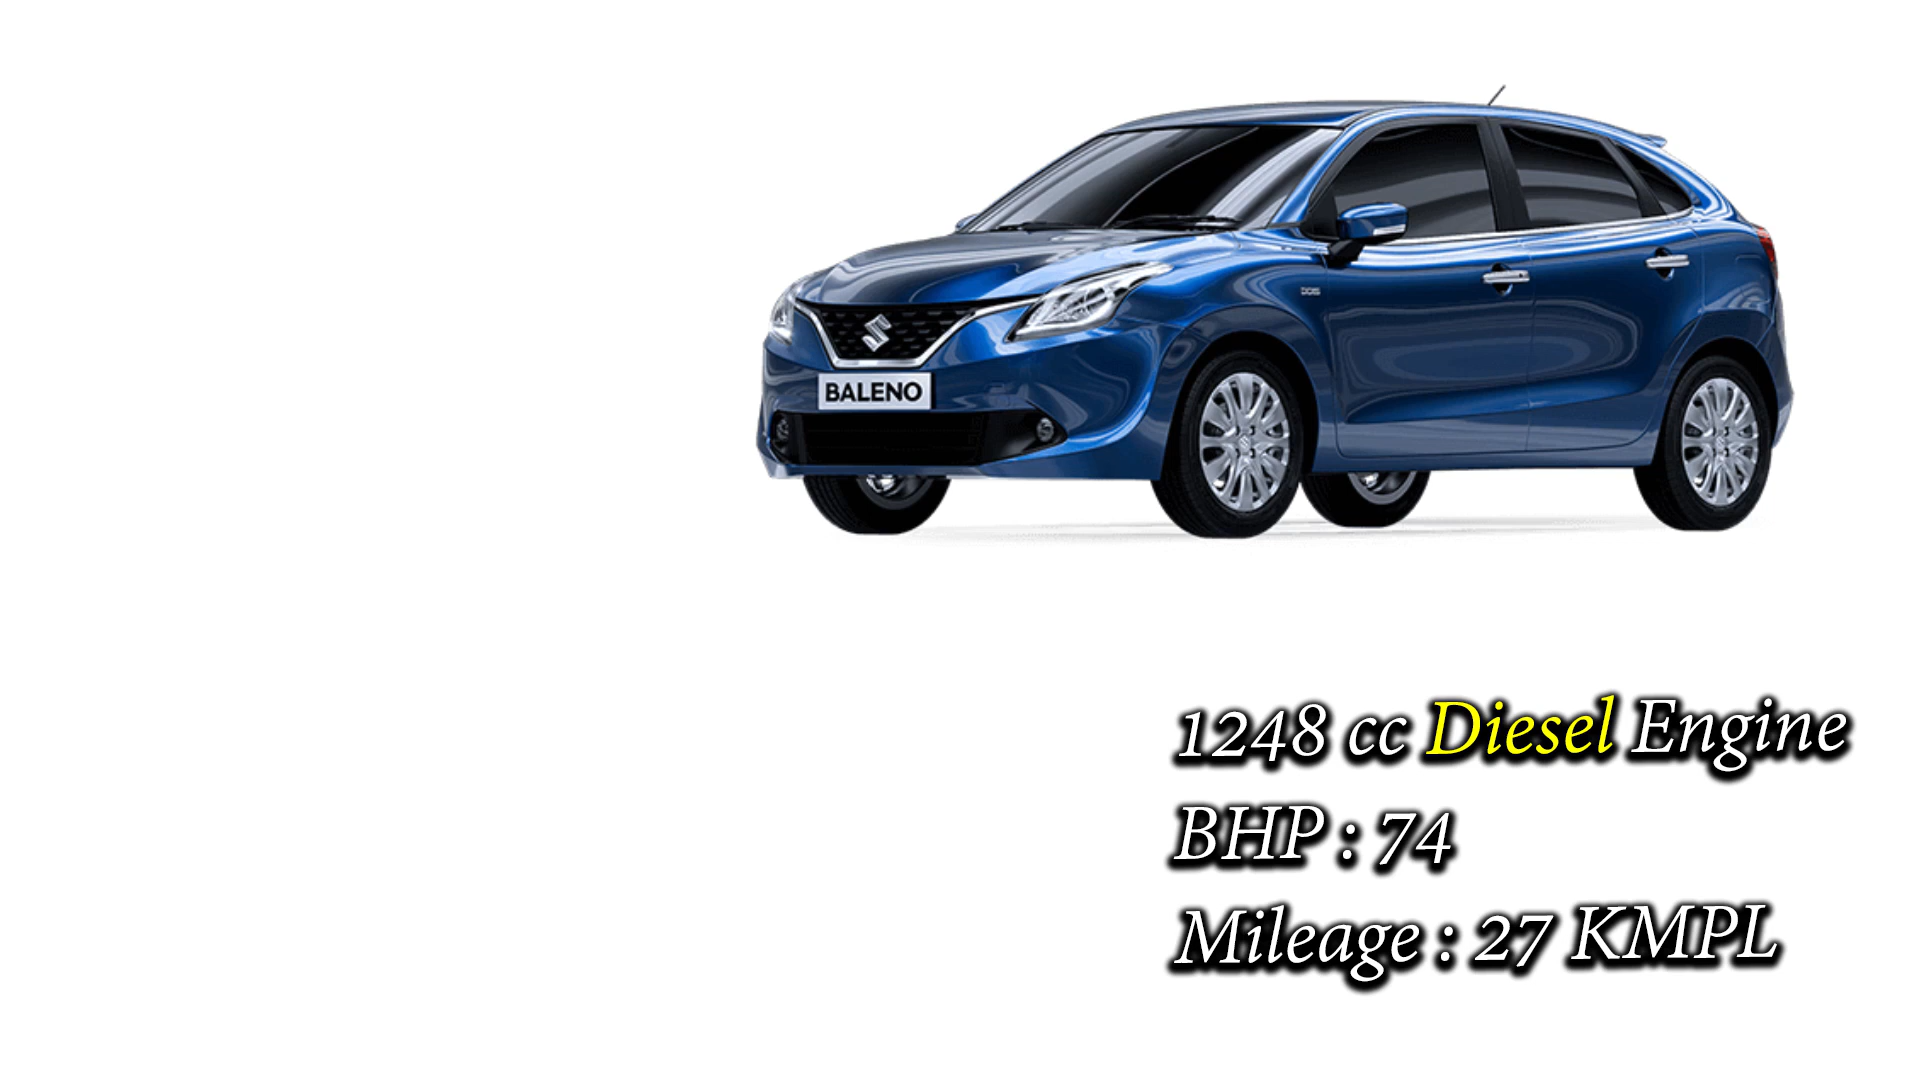 BALENO
1248 cc Diesel Engine
BHP : 74
Mileage : 27 KMPL